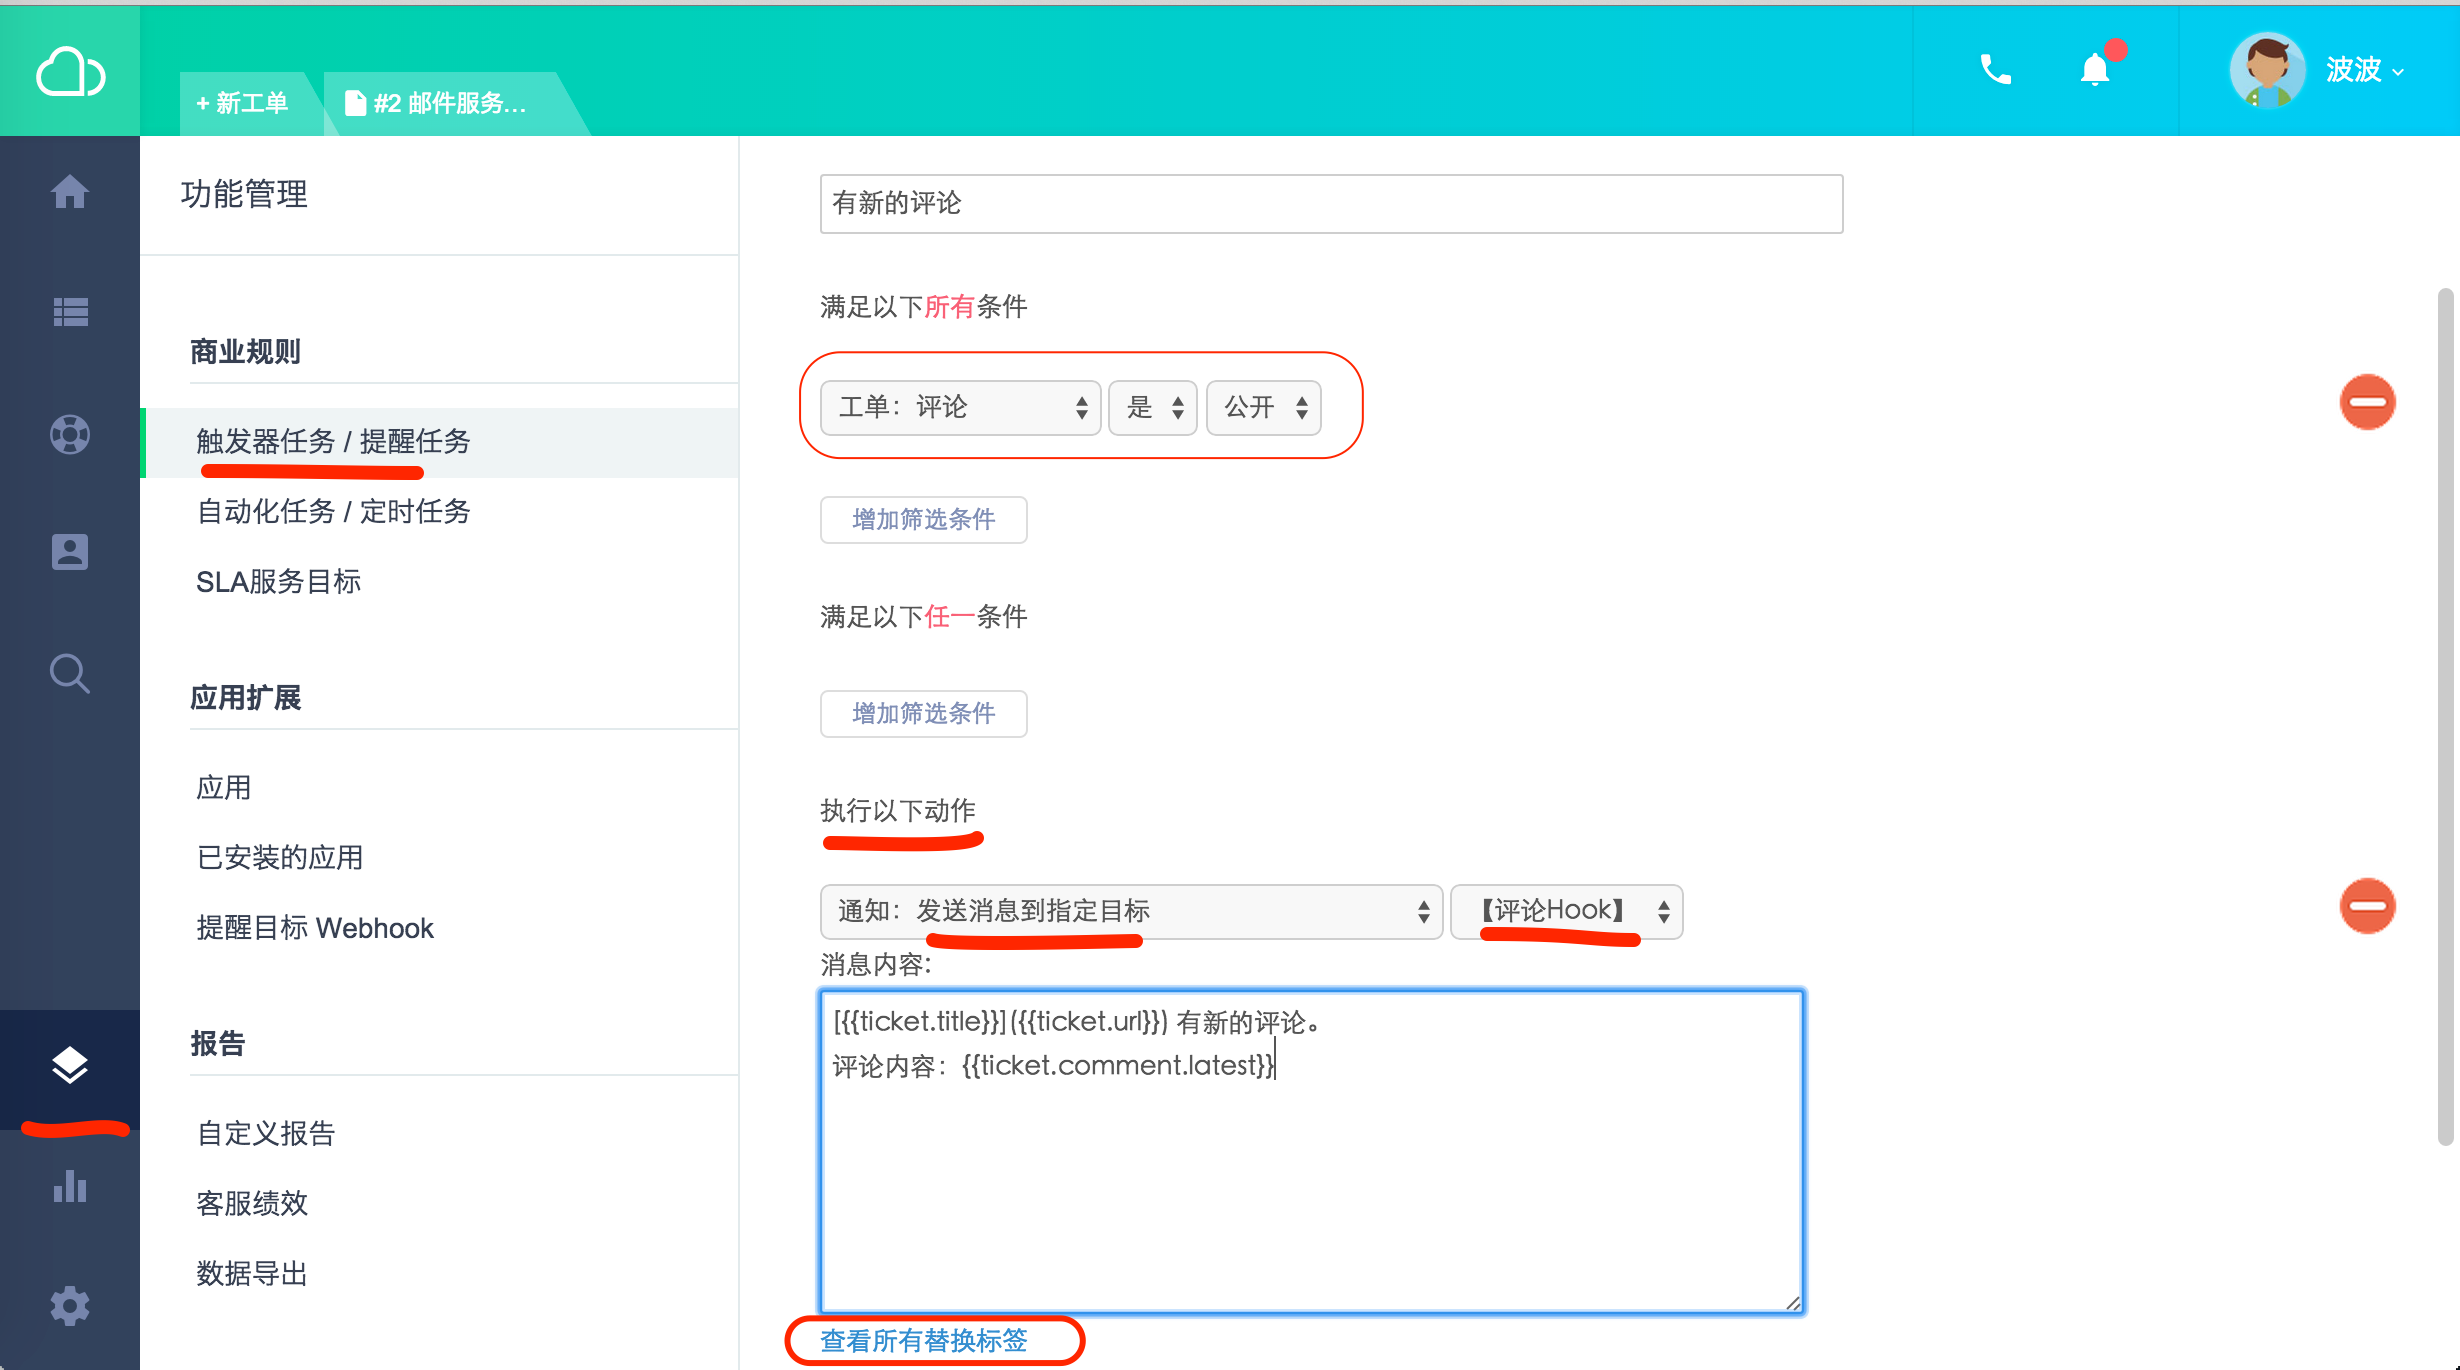 + 新工单
#2 邮件服务...
波波
功能管理
商业规则
触发器任务 / 提醒任务
自动化任务 / 定时任务
SLA服务目标
应用扩展
应用
已安装的应用
提醒目标 Webhook
报告
自定义报告
客服绩效
数据导出
有新的评论
满足以下所有条件
工单：评论 是 公开
增加筛选条件
满足以下任一条件
增加筛选条件
执行以下动作
通知：发送消息到指定目标 【评论Hook】
消息内容:
[{{ticket.title}}]({{ticket.url}}) 有新的评论。
评论内容：{{ticket.comment.latest}}
查看所有替换标签